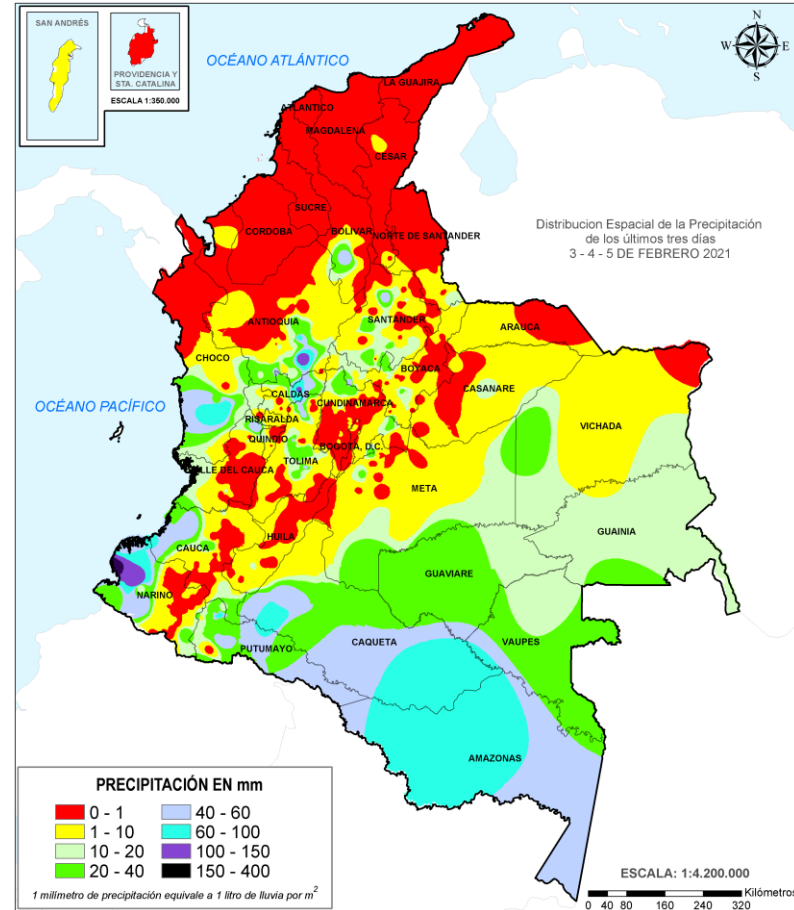 SAN ANDRÉS
PROVIDENCIA Y
STA. CATALINA
ESCALA 1:350.000
OCÉANO ATLÁNTICO
N
W E
S
LA GUAJIRA
ATLANTICO
MAGDALENA
CESAR
SUCRE
CORDOBA
BOLIVAR
NORTE DE SANTANDER
Distribucion Espacial de la Precipitación
de los últimos tres días
3 - 4 - 5 DE FEBRERO 2021
ANTIOQUIA
SANTANDER
ARAUCA
CHOCO
BOYACA
CASANARE
OCÉANO PACÍFICO
CALDAS
CUNDINAMARCA
RISARALDA
VICHADA
QUINDIO
BOGOTA, D.C.
TOLIMA
VALLE DEL CAUCA
META
GUAINIA
HUILA
CAUCA
GUAVIARE
NARIÑO
CAQUETA
VAUPES
PUTUMAYO
AMAZONAS
PRECIPITACIÓN EN mm
0 - 1
1 - 10
10 - 20
20 - 40
40 - 60
60 - 100
100 - 150
150 - 400
1 milímetro de precipitación equivale a 1 litro de lluvia por m2
ESCALA: 1:4.200.000
Kilómetros
0 40 80 160 240 320